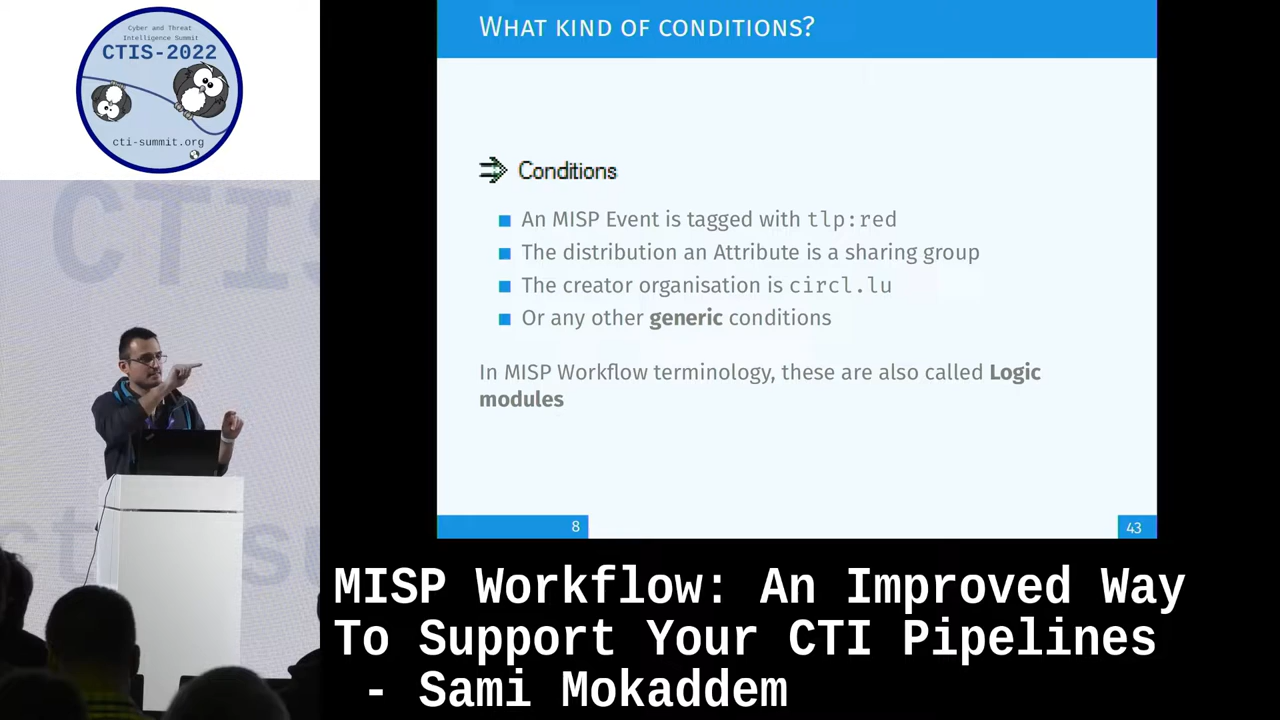 Cyber and Threat
Intelligence Summit
CTIS-2022
cti-summit.org
CTIS
WHAT KIND OF CONDITIONS?
Conditions
An MISP Event is tagged with tlp:red
The distribution an Attribute is a sharing group
The creator organisation is circl.lu
Or any other generic conditions
In MISP Workflow terminology, these are also called Logic
modules
8
43
MISP Workflow: An Improved Way
To Support Your CTI Pipelines
- Sami Mokaddem